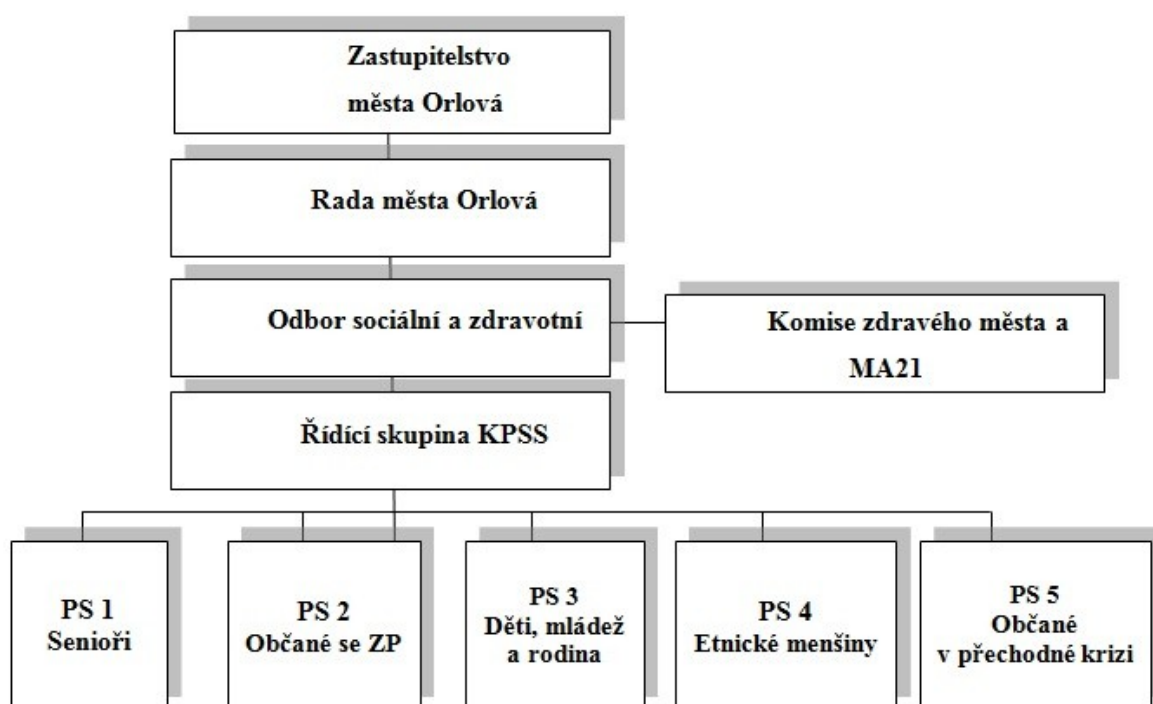 Zastupitelstvo
města Orlová
Rada města Orlová
Odbor sociální a zdravotní
Komise zdravého města a
MA21
Řídící skupina KPSS
PS 1
Senioři
PS 2
Občané se ZP
PS 3
Děti, mládež
a rodina
PS 4
Etnické menšiny
PS 5
Občané
v přechodné krizi